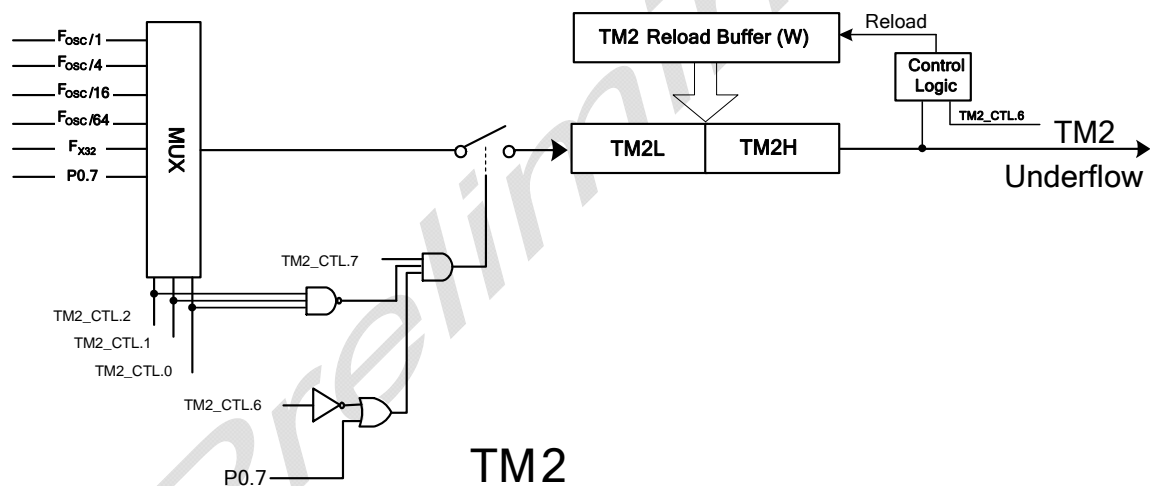 Fosc/1
Fosc/4
Fosc/16
Fosc/64
Fx32
P0.7
MUX
TM2 Reload Buffer (W)
Reload
Control
Logic
TM2_CTL.6
TM2L
TM2H
TM2
Underflow
TM2_CTL.7
TM2_CTL.2
TM2_CTL.1
TM2_CTL.0
TM2_CTL.6
P0.7
TM2